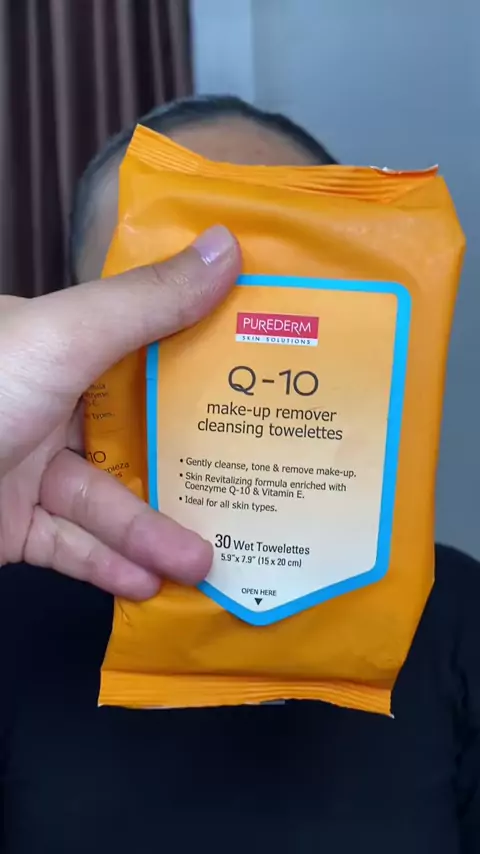 PUREDERM
SKIN SOLUTIONS
Q-10
make-up remover
cleansing towelettes
• Gently cleanse, tone & remove make-up.
• Skin Revitalizing formula enriched with
Coenzyme Q-10 & Vitamin E.
• Ideal for all skin types.
30 Wet Towelettes
5.9"x 7.9" (15 x 20 cm)
OPEN HERE
types.
10